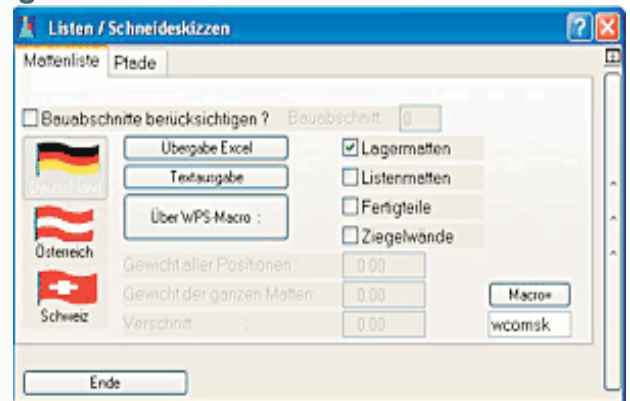 Listen / Schneideskizzen
Mattenliste Pfade
Bauabschnitte berücksichtigen ? Bauabschnitt: 0
Deutschland
Übergabe Excel
Lagermatten
Textausgabe
Listenmatten
Über WPS-Macro :
Fertigteile
Ziegelwände
Österreich
Gewicht aller Positionen : 0.00
Gewicht der ganzen Matten: 0.00
Macro=
Schweiz
Verschnitt : 0.00
wcomsk
Ende